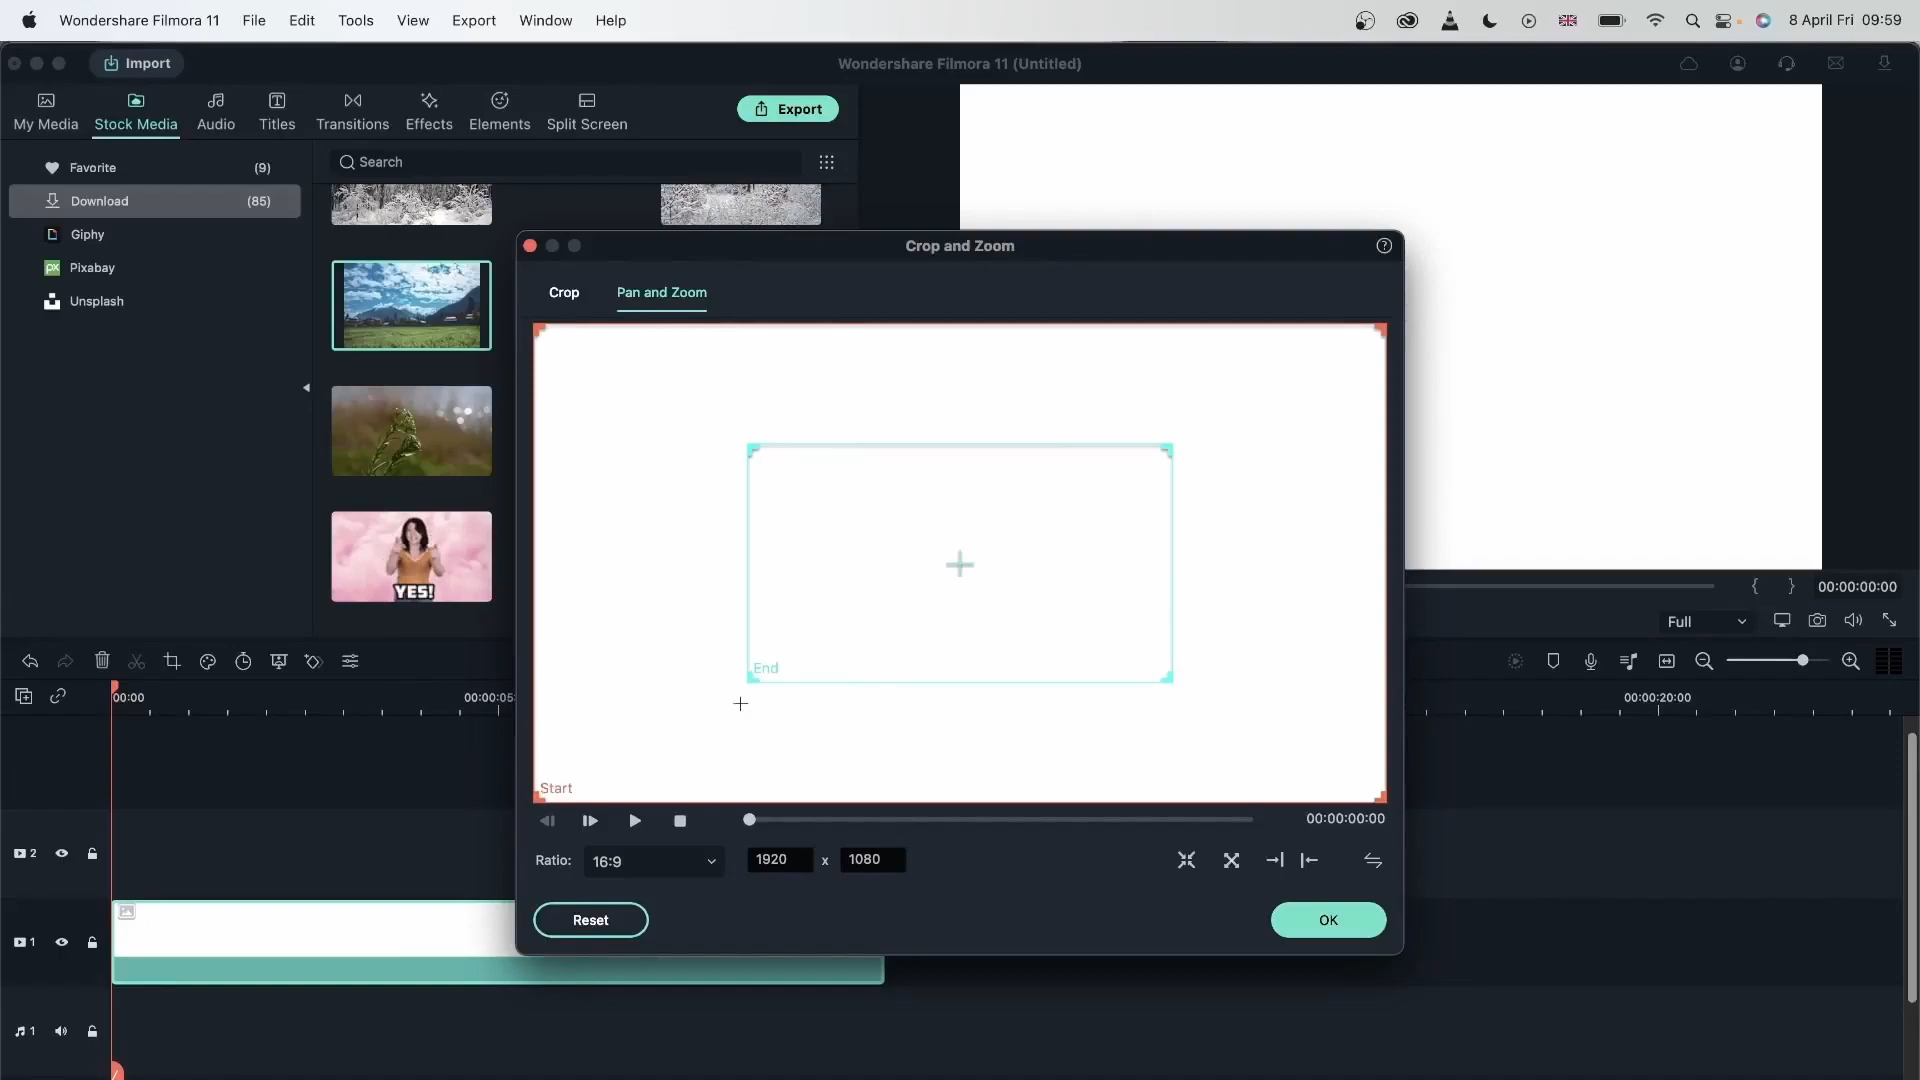 Wondershare Filmora 11 File Edit Tools View Export Window Help 8 April Fri 09:59
Import Wondershare Filmora 11 (Untitled)
My Media Stock Media Audio Titles Transitions Effects Elements Split Screen Export
Favorite (9)
Download (85)
Giphy
Pixabay
Unsplash
Search
YES!
Crop and Zoom
Crop Pan and Zoom
End
Start
00:00:00:00
Ratio: 16:9 1920 x 1080
Reset OK
00:00:00:00
Full
00:00 00:00:05: 00:00:20:00
2
1
1